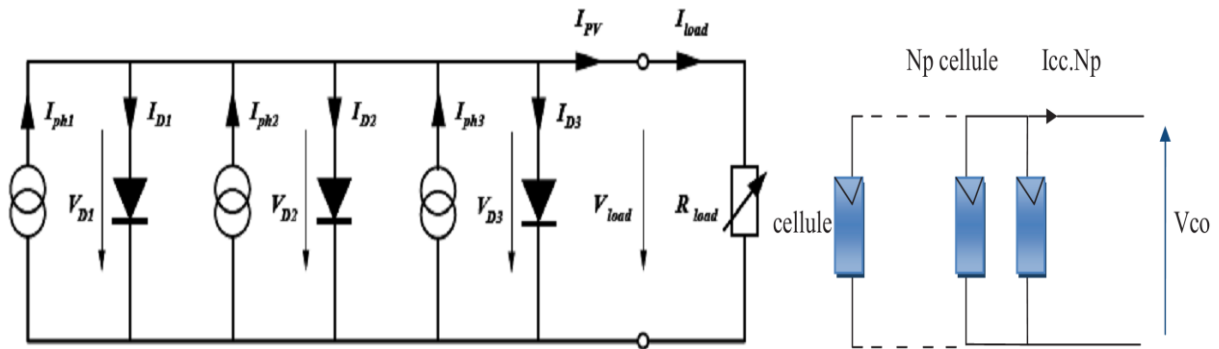 I_PV
I_load
I_ph1
I_D1
I_ph2
I_D2
I_ph3
I_D3
V_D1
V_D2
V_D3
V_load
R_load
Np cellule
Icc.Np
cellule
Vco